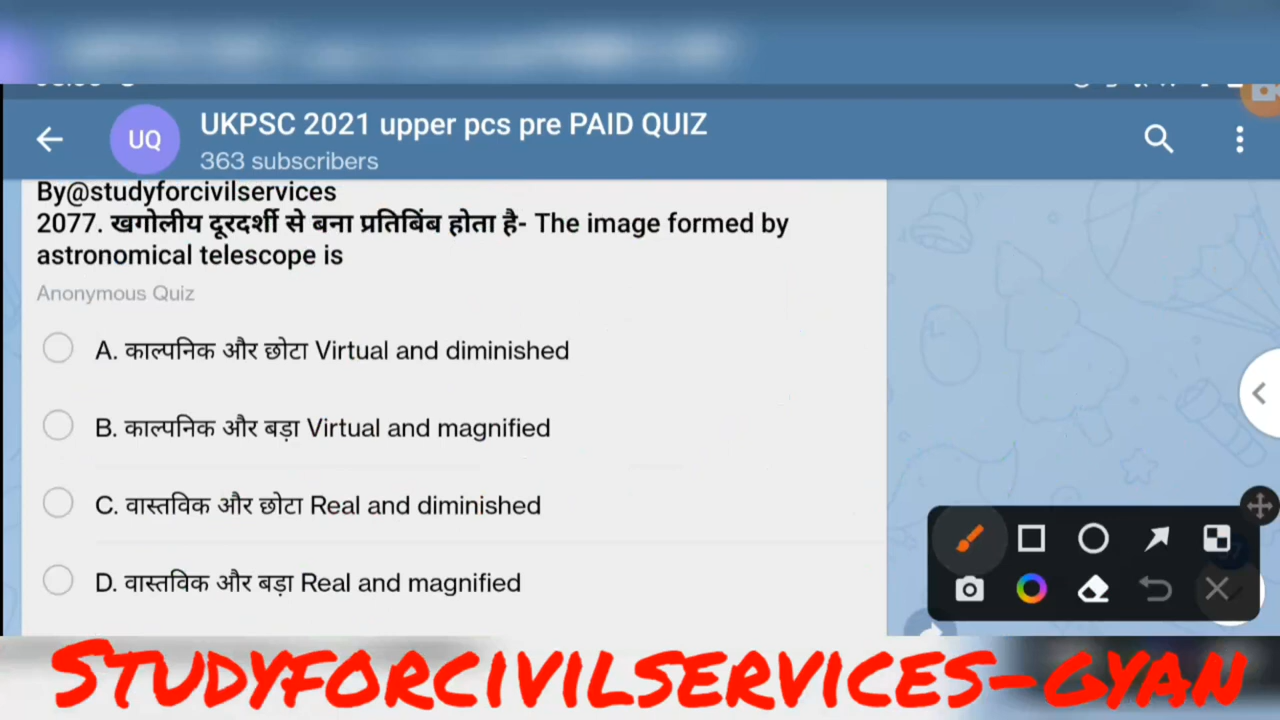 UKPSC 2021 upper pcs pre PAID QUIZ
UQ
363 subscribers
By@studyforcivilservices
2077. खगोलीय दूरदर्शी से बना प्रतिबिंब होता है- The image formed by
astronomical telescope is
Anonymous Quiz
A. काल्पनिक और छोटा Virtual and diminished
B. काल्पनिक और बड़ा Virtual and magnified
C. वास्तविक और छोटा Real and diminished
D. वास्तविक और बड़ा Real and magnified
STUDYFORCIVILSERVICES-GYAN